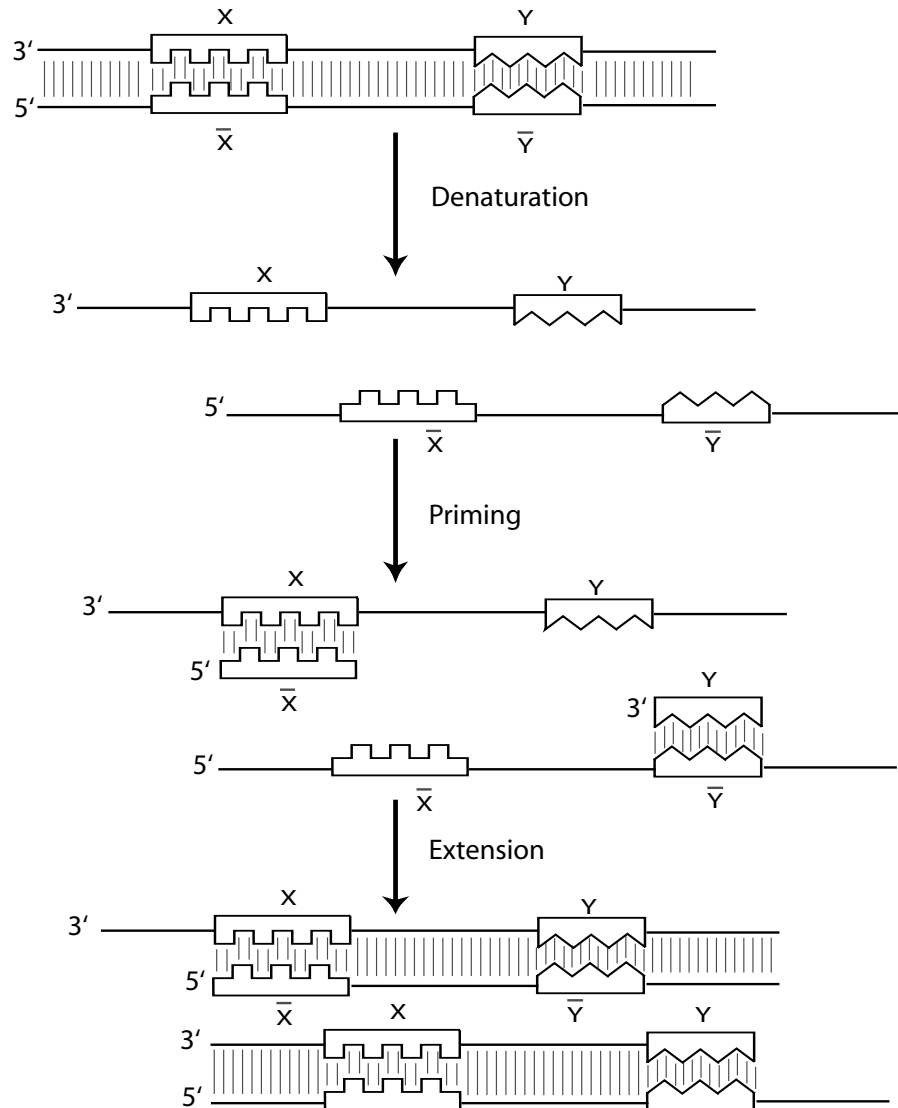 X Y
3‘
5‘
X̅ Y̅
Denaturation
X Y
3‘
5‘
X̅ Y̅
Priming
X Y
3‘
5‘
X̅ Y
3‘
5‘
X̅ Y̅
Extension
X Y
3‘
5‘
X̅ X Y̅ Y
3‘
5‘